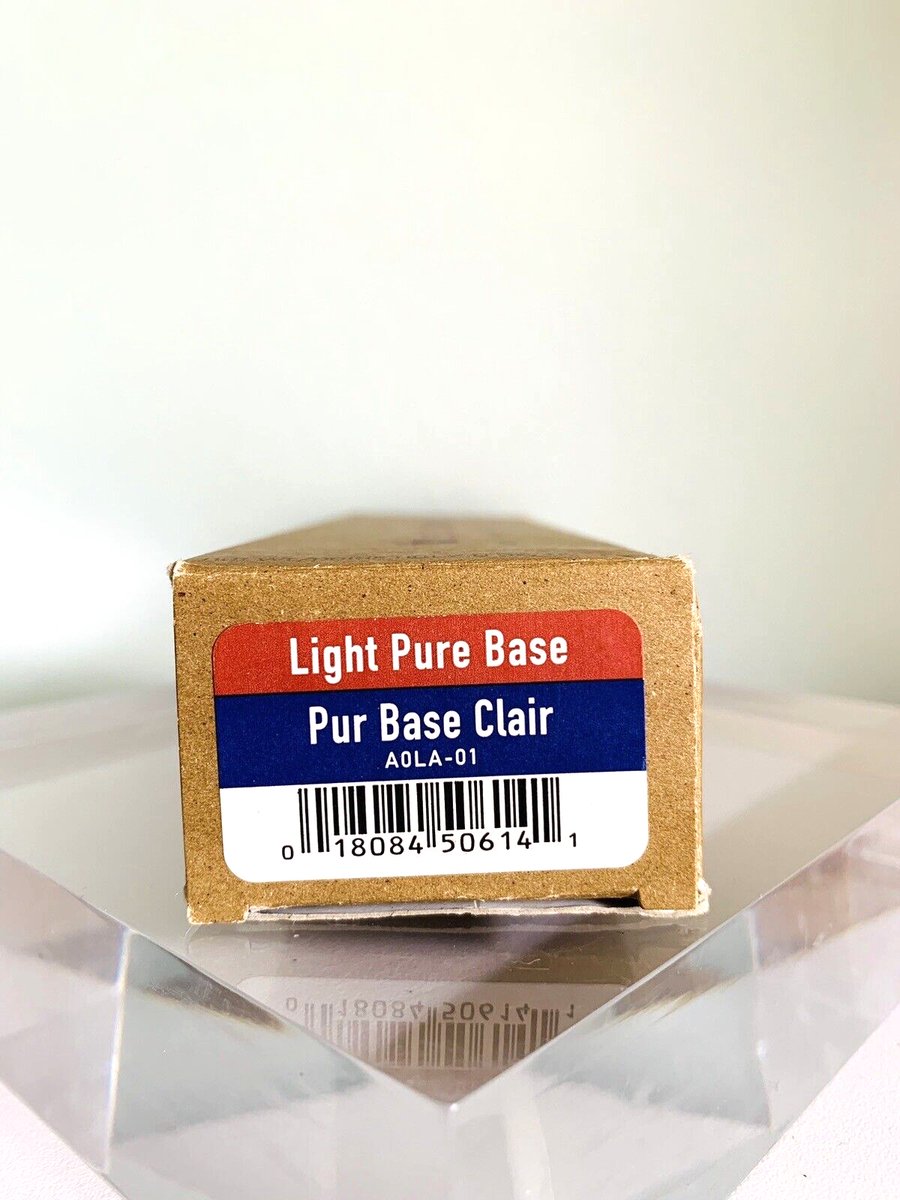 Light Pure Base
Pur Base Clair
A0LA-01
0 18084 50614 1